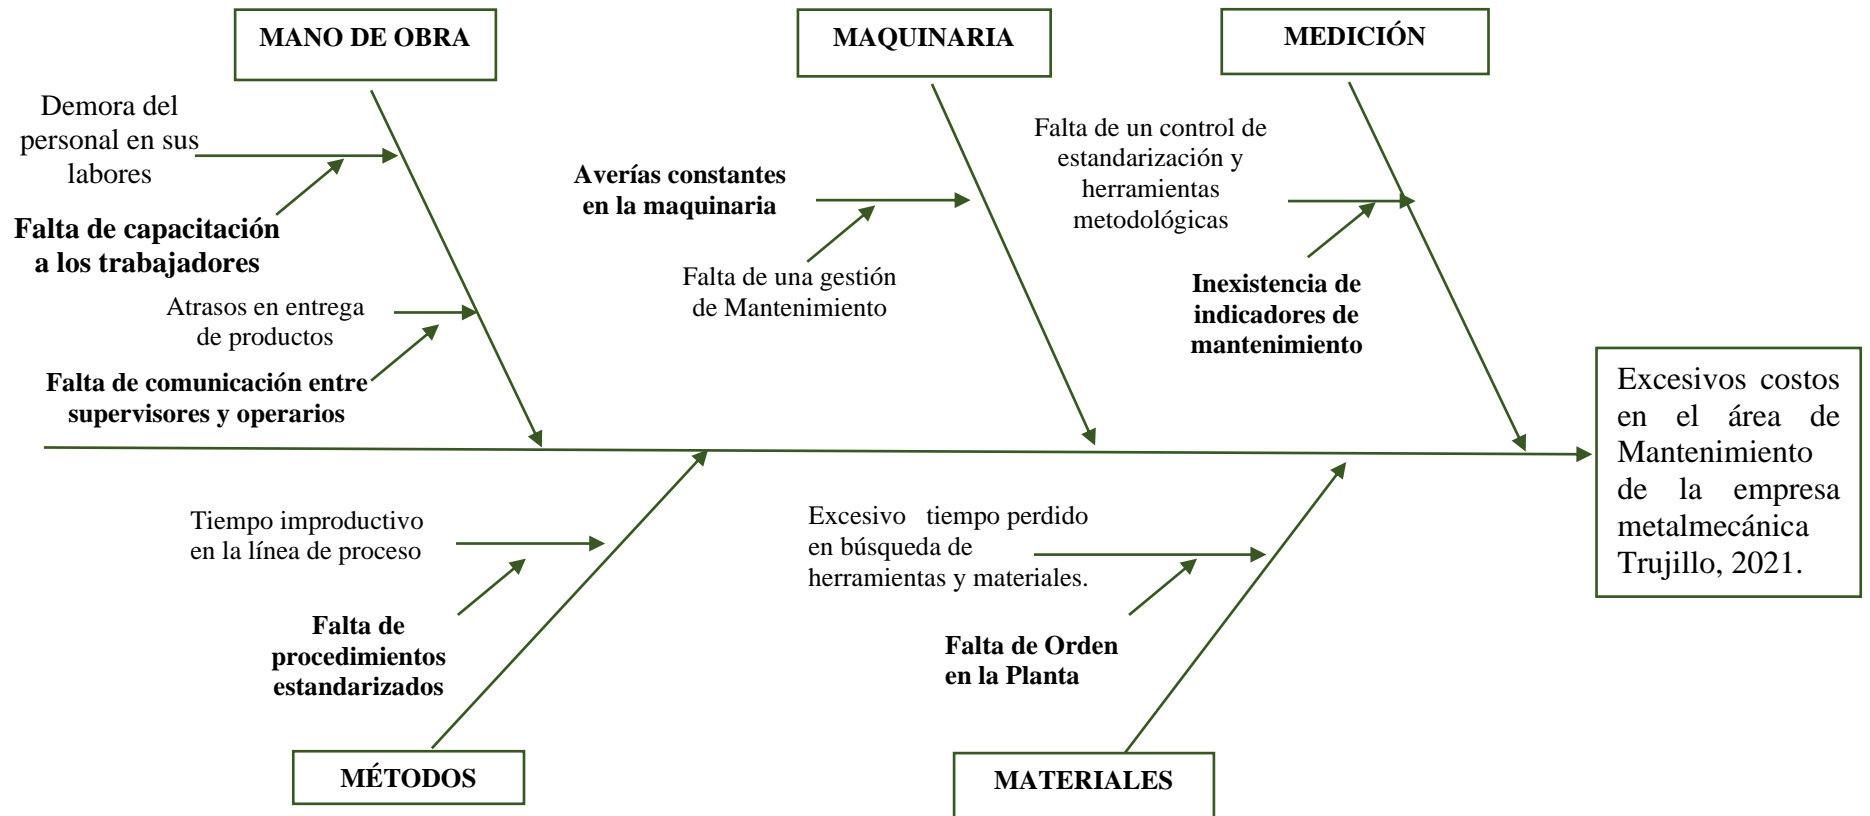 MANO DE OBRA
MAQUINARIA
MEDICIÓN
Demora del
personal en sus
labores
Falta de capacitación
a los trabajadores
Atrasos en entrega
de productos
Falta de comunicación entre
supervisores y operarios
Averías constantes
en la maquinaria
Falta de una gestión
de Mantenimiento
Falta de un control de
estandarización y
herramientas
metodológicas
Inexistencia de
indicadores de
mantenimiento
Excesivos costos
en el área de
Mantenimiento
de la empresa
metalmecánica
Trujillo, 2021.
Tiempo improductivo
en la línea de proceso
Falta de
procedimientos
estandarizados
Excesivo tiempo perdido
en búsqueda de
herramientas y materiales.
Falta de Orden
en la Planta
MÉTODOS
MATERIALES